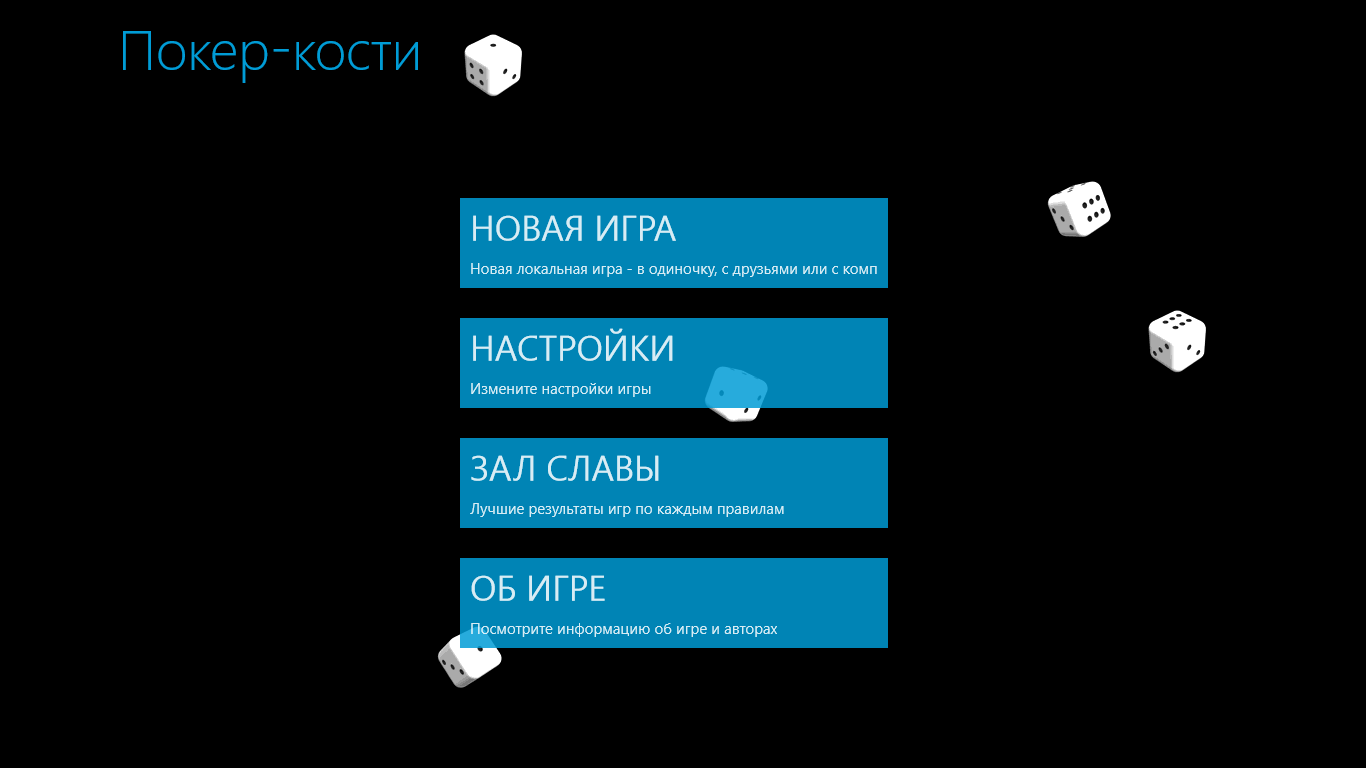 Покер-кости
НОВАЯ ИГРА
Новая локальная игра - в одиночку, с друзьями или с комп
НАСТРОЙКИ
Измените настройки игры
ЗАЛ СЛАВЫ
Лучшие результаты игр по каждым правилам
ОБ ИГРЕ
Посмотрите информацию об игре и авторах